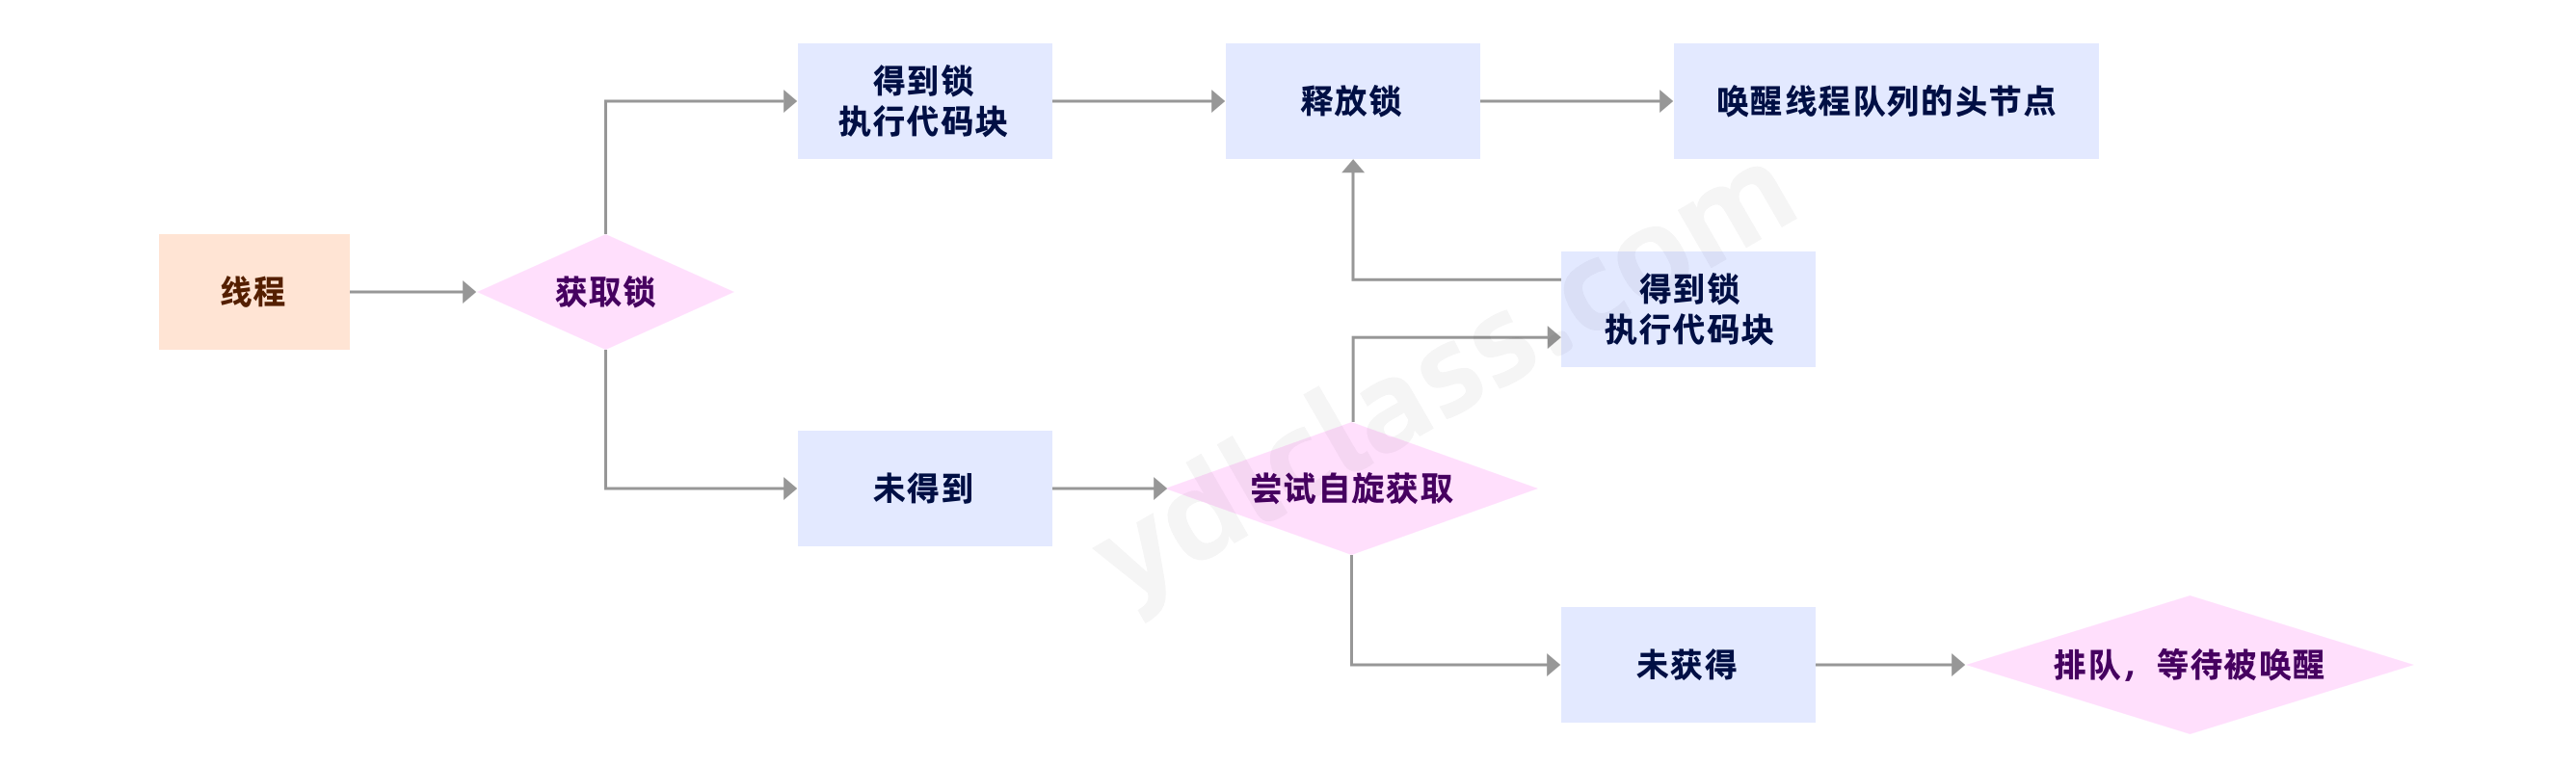 得到锁
执行代码块
释放锁
唤醒线程队列的头节点
线程
获取锁
得到锁
执行代码块
未得到
尝试自旋获取
未获得
排队，等待被唤醒
ydlclass.com